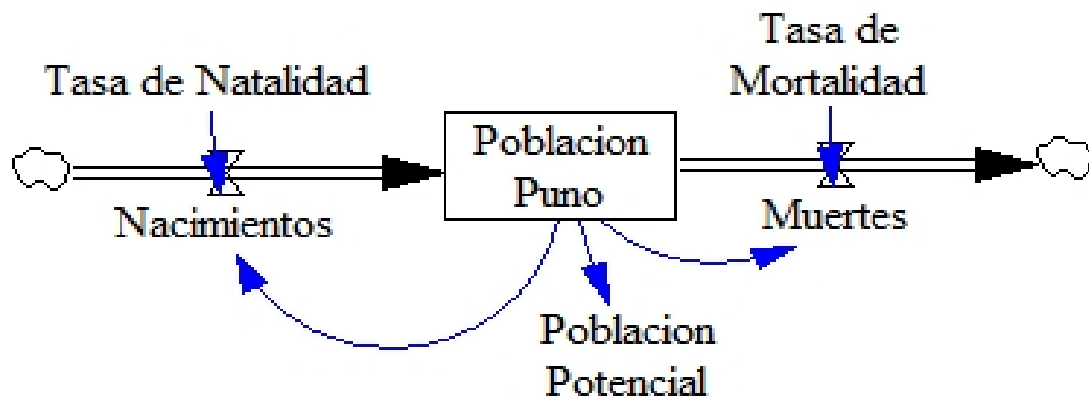 Tasa de Natalidad
Nacimientos
Poblacion
Puno
Tasa de
Mortalidad
Muertes
Poblacion
Potencial